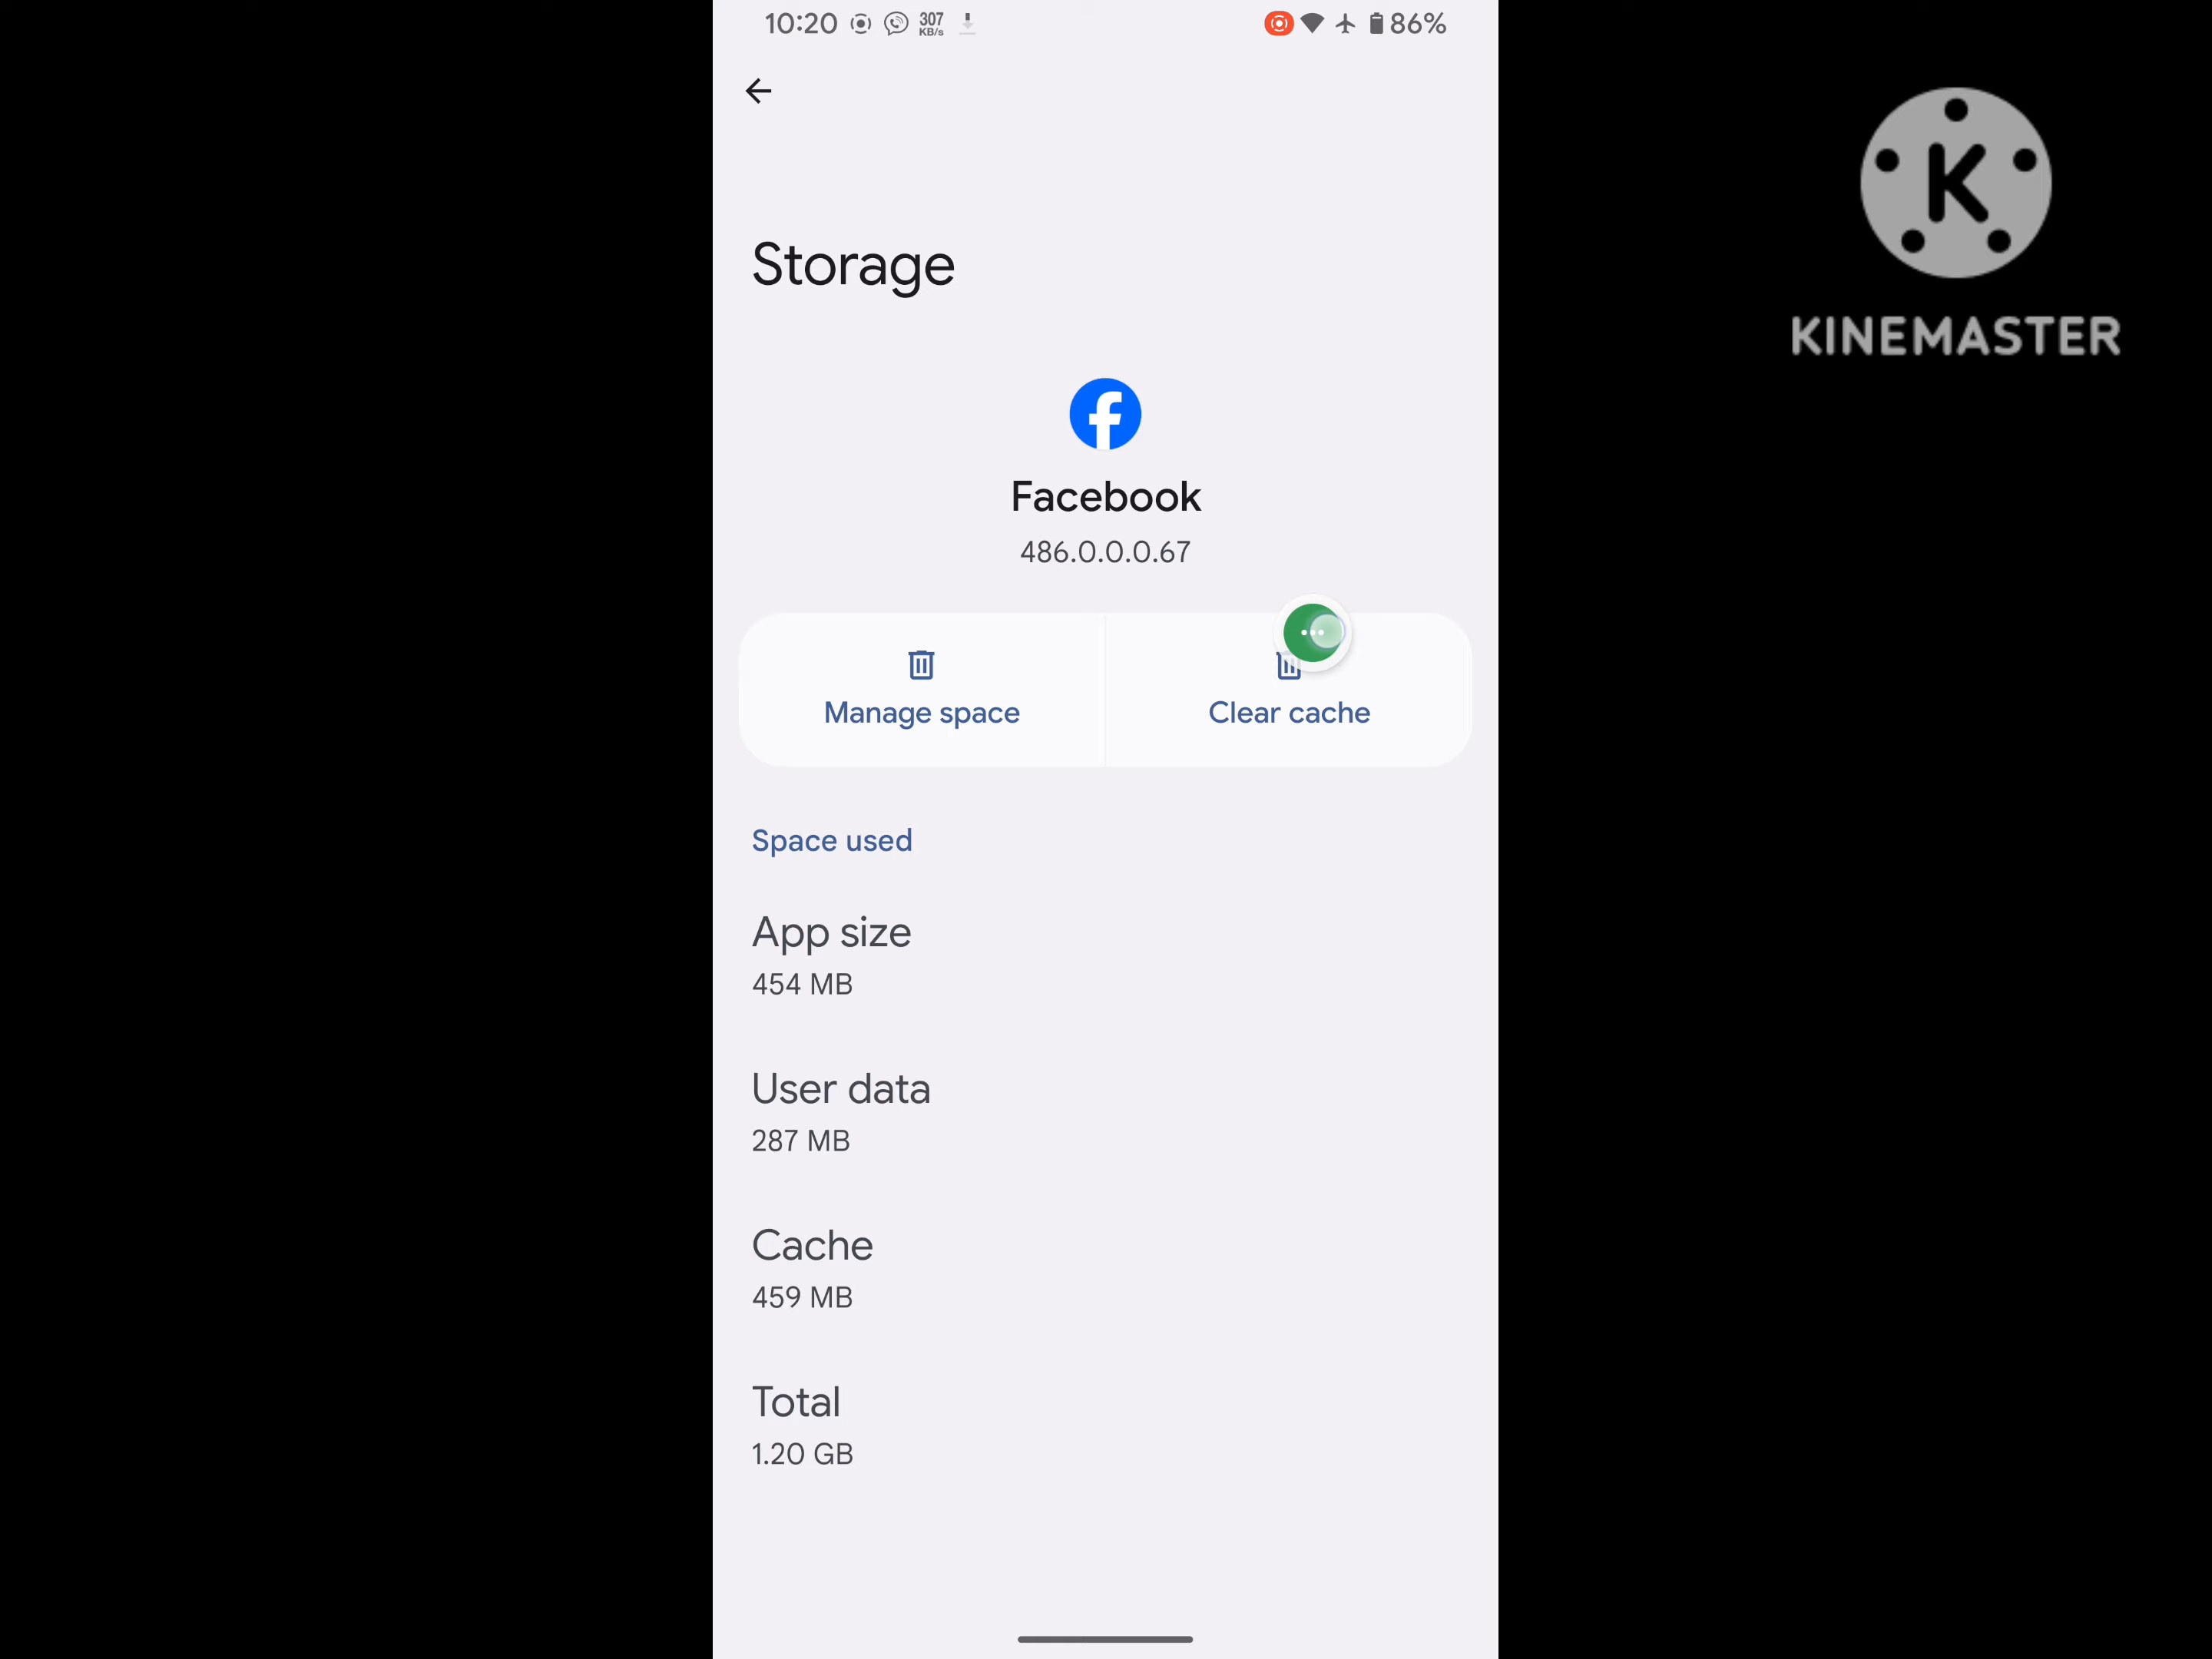 10:20 307 KB/s 86%
KINEMASTER
Storage
Facebook
486.0.0.0.67
Manage space
Clear cache
Space used
App size
454 MB
User data
287 MB
Cache
459 MB
Total
1.20 GB